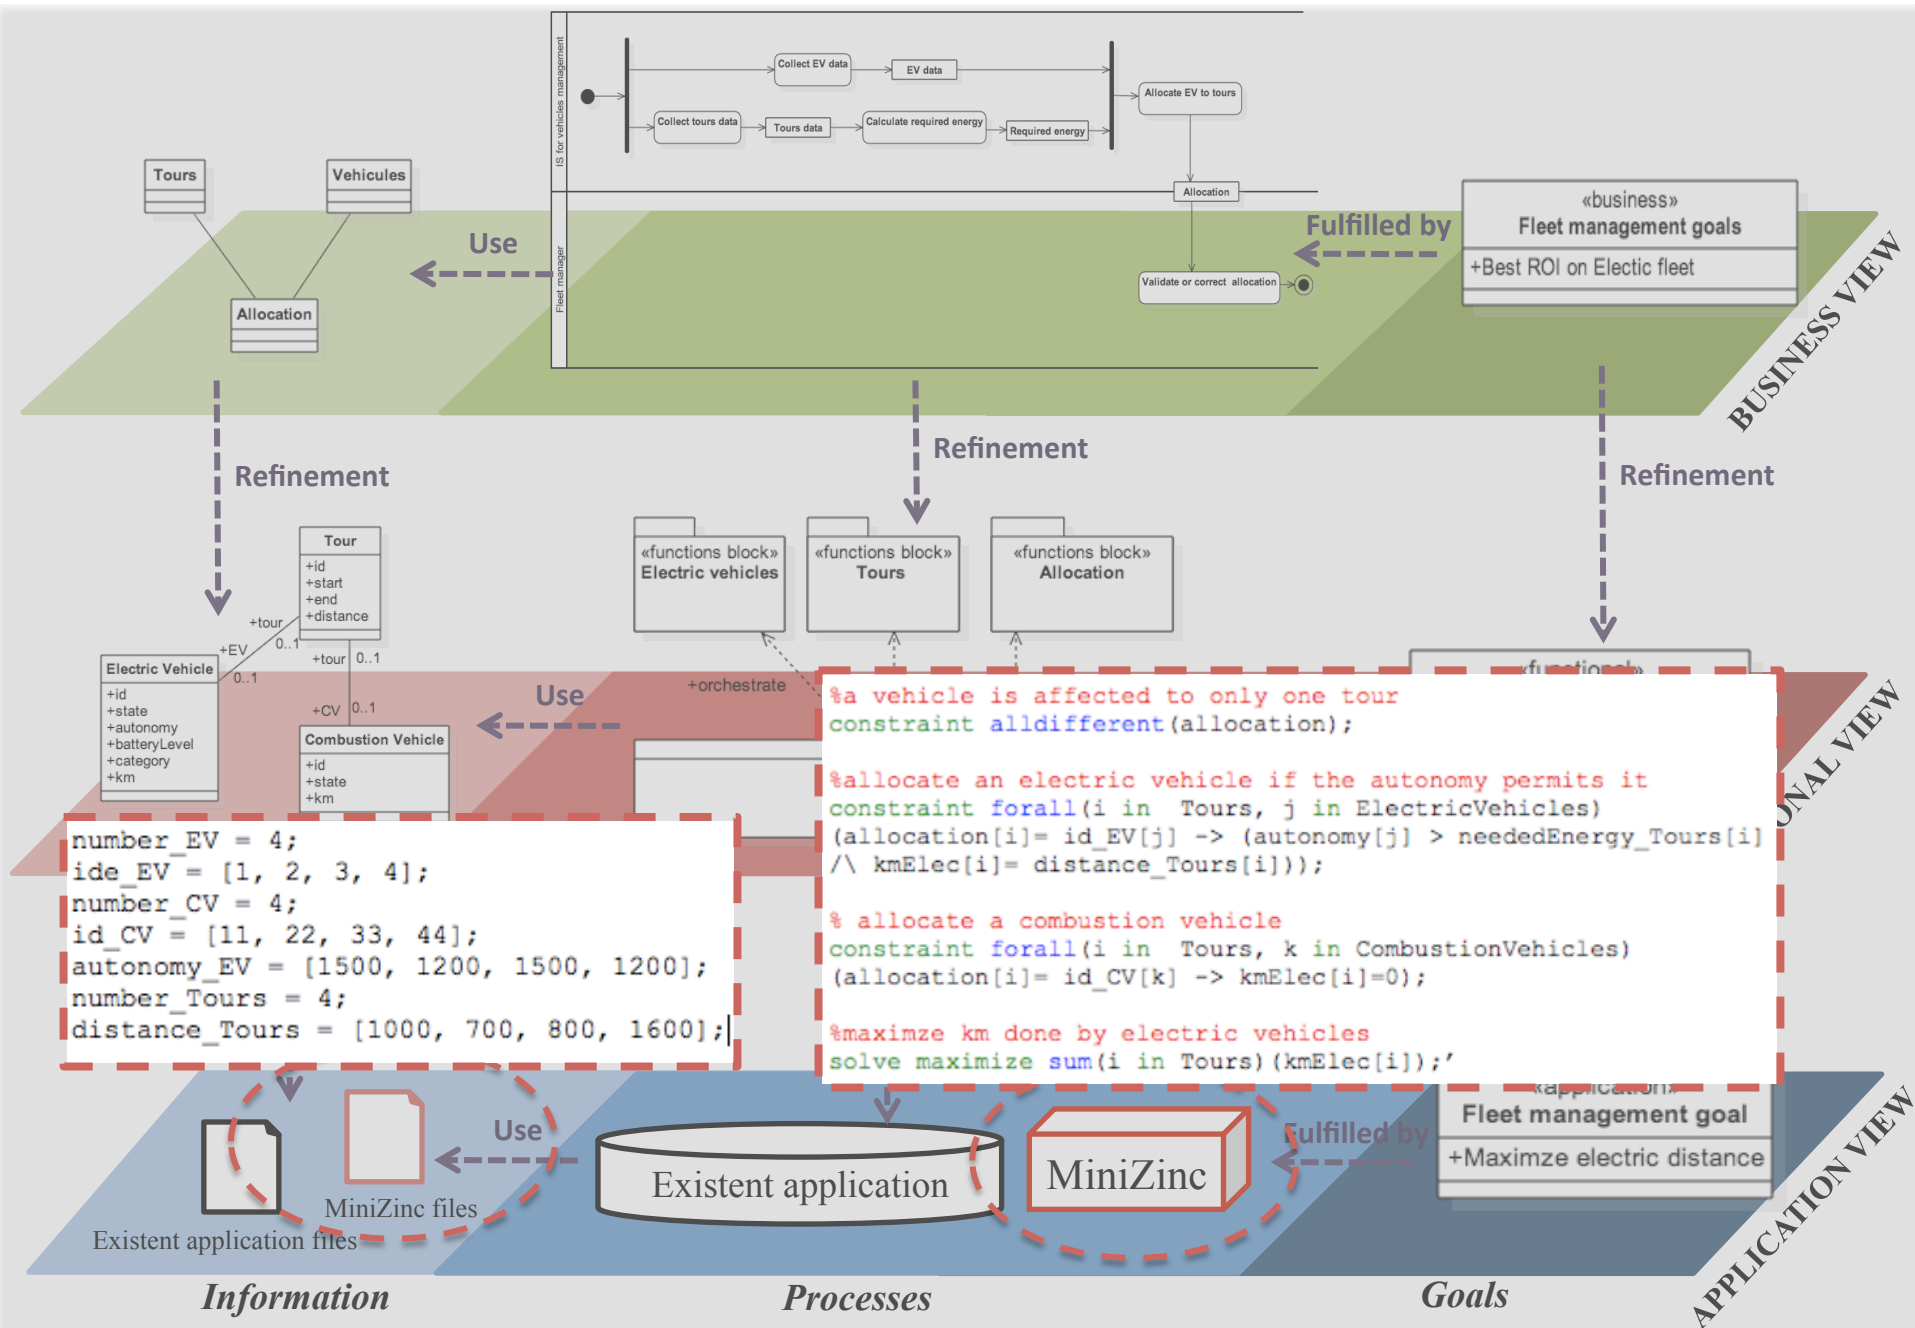 IS for vehicles management
Collect EV data
EV data
Allocate EV to tours
Collect tours data
Tours data
Calculate required energy
Required energy
Allocation
Fleet manager
Validate or correct allocation
Tours
Vehicules
Allocation
Use
Fulfilled by
«business»
Fleet management goals
+Best ROI on Electic fleet
BUSINESS VIEW
Refinement
Refinement
Refinement
Tour
+id
+start
+end
+distance
+tour
0..1
+EV
0..1
+tour
0..1
Electric Vehicle
+id
+state
+autonomy
+batteryLevel
+category
+km
+CV
0..1
Combustion Vehicle
+id
+state
+km
«functions block»
Electric vehicles
«functions block»
Tours
«functions block»
Allocation
+orchestrate
Use
«functional»
ONAL VIEW
%a vehicle is affected to only one tour
constraint alldifferent(allocation);
%allocate an electric vehicle if the autonomy permits it
constraint forall(i in Tours, j in ElectricVehicles)
(allocation[i]= id_EV[j] -> (autonomy[j] > neededEnergy_Tours[i]
/\ kmElec[i]= distance_Tours[i]));
% allocate a combustion vehicle
constraint forall(i in Tours, k in CombustionVehicles)
(allocation[i]= id_CV[k] -> kmElec[i]=0);
%maximze km done by electric vehicles
solve maximize sum(i in Tours)(kmElec[i]);’
number_EV = 4;
ide_EV = [1, 2, 3, 4];
number_CV = 4;
id_CV = [11, 22, 33, 44];
autonomy_EV = [1500, 1200, 1500, 1200];
number_Tours = 4;
distance_Tours = [1000, 700, 800, 1600];
MiniZinc files
Existent application files
Use
Existent application
MiniZinc
Fulfilled by
«application»
Fleet management goal
+Maximze electric distance
APPLICATION VIEW
Information
Processes
Goals